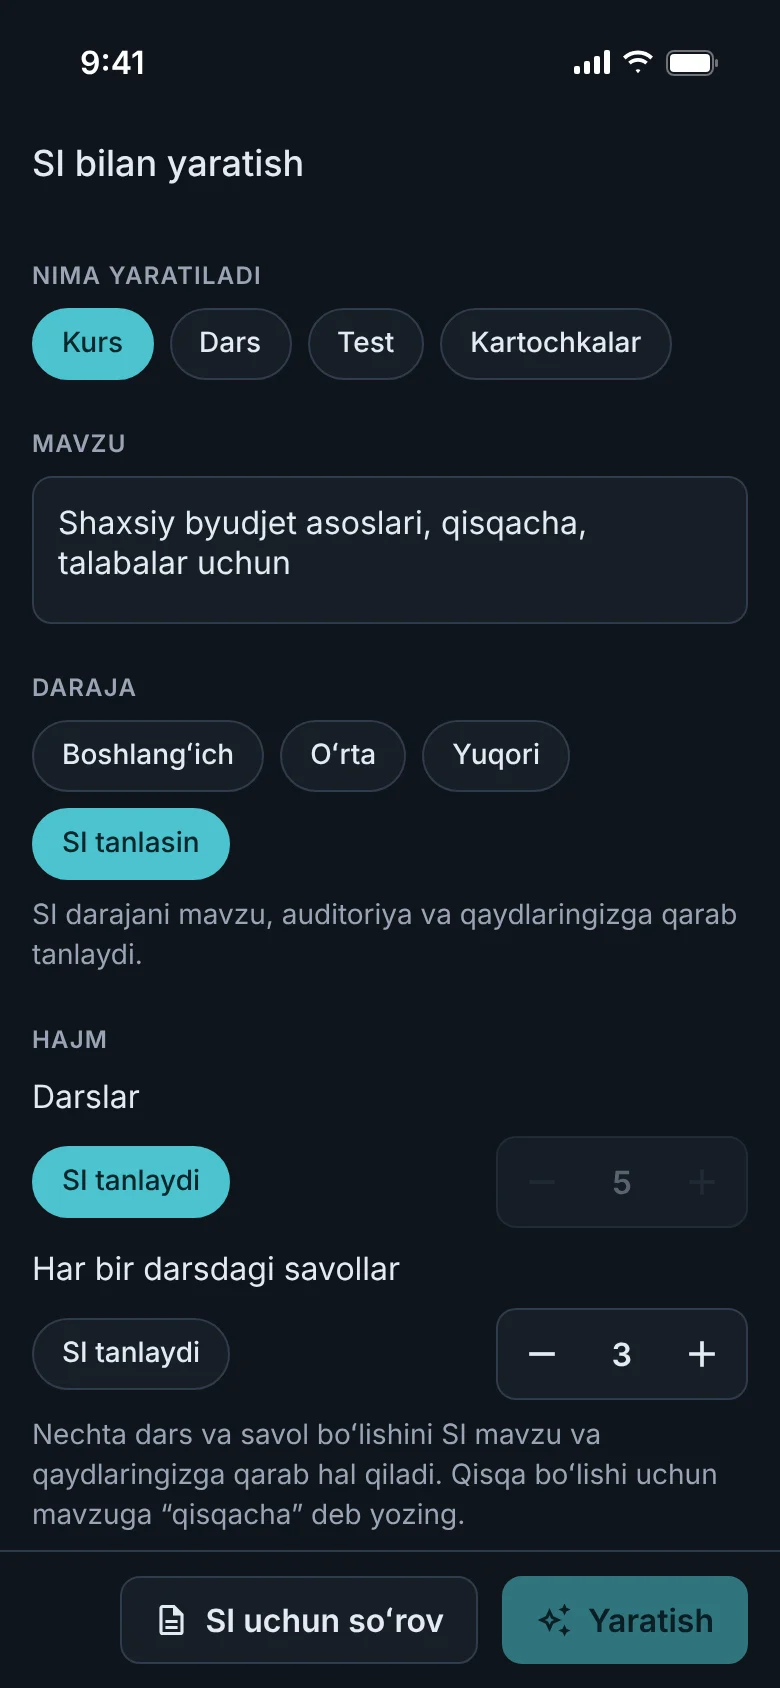 9:41
SI bilan yaratish
NIMA YARATILADI
Kurs
Dars
Test
Kartochkalar
MAVZU
Shaxsiy byudjet asoslari, qisqacha,
talabalar uchun
DARAJA
Boshlangʻich
Oʻrta
Yuqori
SI tanlasin
SI darajani mavzu, auditoriya va qaydlaringizga qarab
tanlaydi.
HAJM
Darslar
SI tanlaydi
5
Har bir darsdagi savollar
SI tanlaydi
3
Nechta dars va savol boʻlishini SI mavzu va
qaydlaringizga qarab hal qiladi. Qisqa boʻlishi uchun
mavzuga “qisqacha” deb yozing.
SI uchun soʻrov
Yaratish